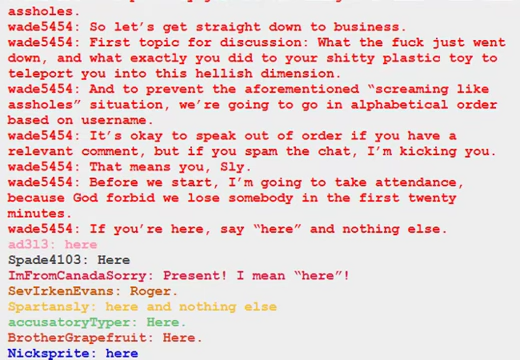 assholes.
wade5454: So let's get straight down to business.
wade5454: First topic for discussion: What the fuck just went
down, and what exactly you did to your shitty plastic toy to
teleport you into this hellish dimension.
wade5454: And to prevent the aforementioned “screaming like
assholes” situation, we’re going to go in alphabetical order
based on username.
wade5454: It’s okay to speak out of order if you have a
relevant comment, but if you spam the chat, I’m kicking you.
wade5454: That means you, Sly.
wade5454: Before we start, I’m going to take attendance,
because God forbid we lose somebody in the first twenty
minutes.
wade5454: If you’re here, say “here” and nothing else.
ad313: here
Spade4103: Here
ImFromCanadaSorry: Present! I mean “here”!
SevIrkenEvans: Roger.
Spartansly: here and nothing else
accusatoryTyper: Here.
BrotherGrapefruit: Here.
Nicksprite: here